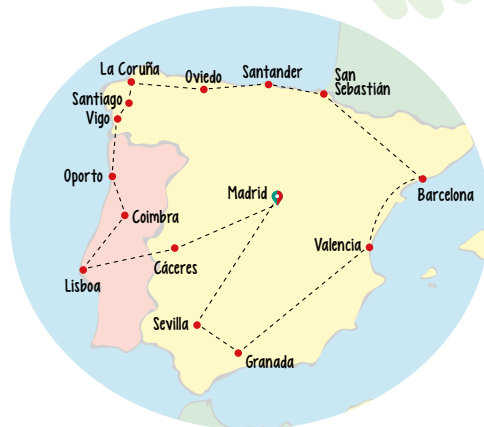 La Coruña
Oviedo
Santander
San
Sebastián
Santiago
Vigo
Oporto
Madrid
Barcelona
Coimbra
Valencia
Cáceres
Lisboa
Sevilla
Granada